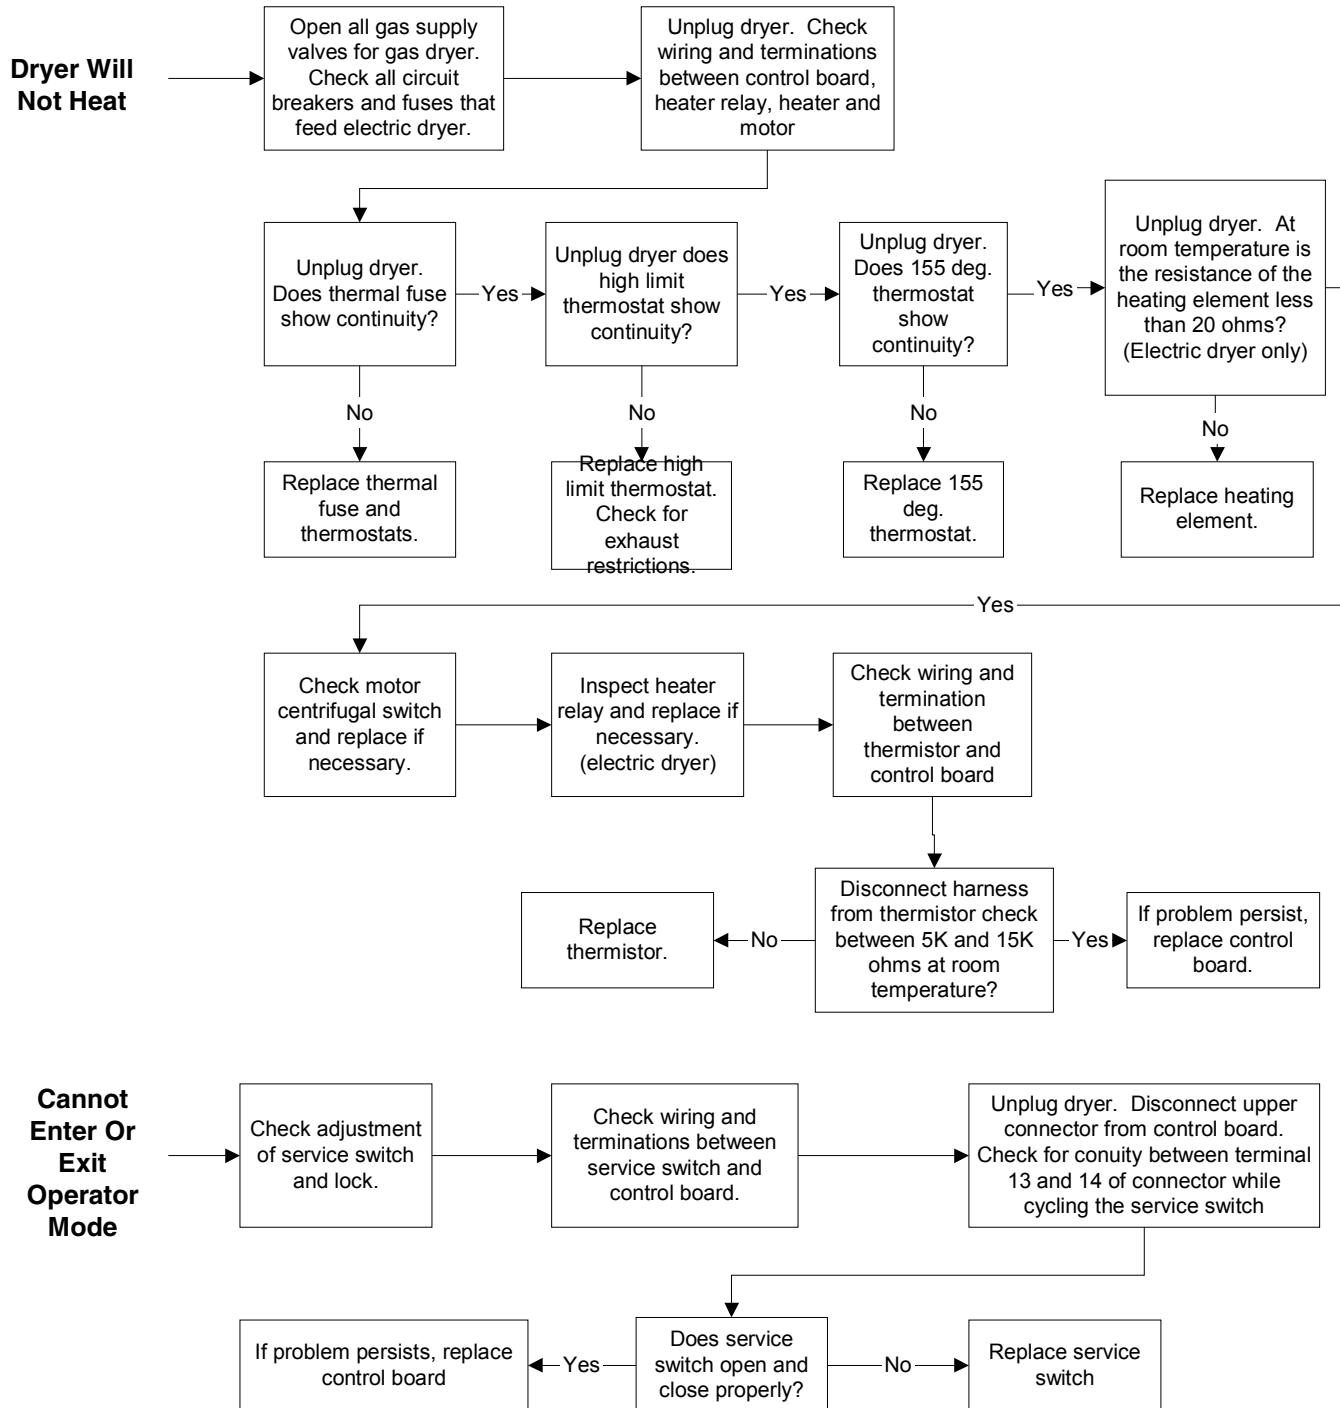 Dryer Will
Not Heat
Open all gas supply
valves for gas dryer.
Check all circuit
breakers and fuses that
feed electric dryer.
Unplug dryer. Check
wiring and terminations
between control board,
heater relay, heater and
motor
Unplug dryer.
Does thermal fuse
show continuity?
Yes
Unplug dryer does
high limit
thermostat show
continuity?
Yes
Unplug dryer.
Does 155 deg.
thermostat
show
continuity?
Yes
Unplug dryer. At
room temperature is
the resistance of the
heating element less
than 20 ohms?
(Electric dryer only)
No
No
No
No
Replace thermal
fuse and
thermostats.
Replace high
limit thermostat.
Check for
exhaust
restrictions.
Replace 155
deg.
thermostat.
Replace heating
element.
Yes
Check motor
centrifugal switch
and replace if
necessary.
Inspect heater
relay and replace if
necessary.
(electric dryer)
Check wiring and
termination
between
thermistor and
control board
Replace
thermistor.
No
Disconnect harness
from thermistor check
between 5K and 15K
ohms at room
temperature?
Yes
If problem persist,
replace control
board.
Cannot
Enter Or
Exit
Operator
Mode
Check adjustment
of service switch
and lock.
Check wiring and
terminations between
service switch and
control board.
Unplug dryer. Disconnect upper
connector from control board.
Check for conuity between terminal
13 and 14 of connector while
cycling the service switch
If problem persists, replace
control board
Yes
Does service
switch open and
close properly?
No
Replace service
switch